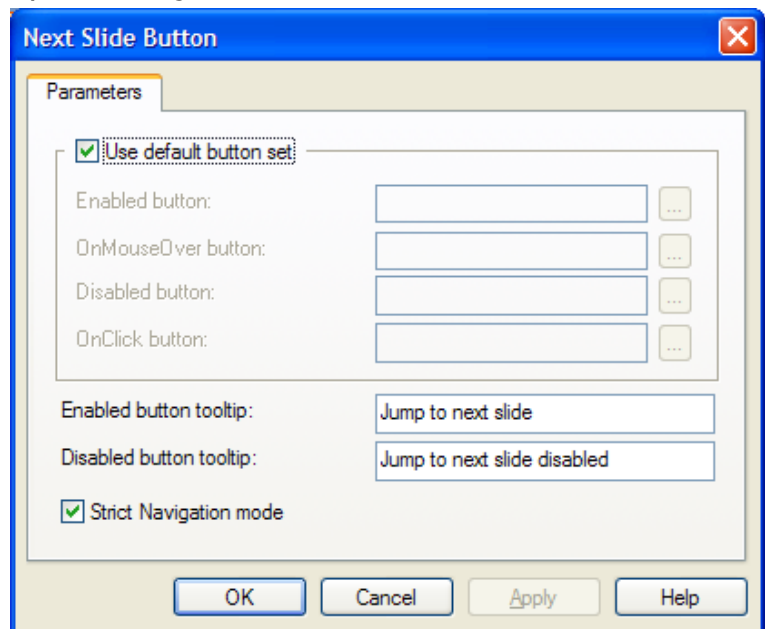 Next Slide Button
Parameters
Use default button set
Enabled button:
...
OnMouseOver button:
...
Disabled button:
...
OnClick button:
...
Enabled button tooltip: Jump to next slide
Disabled button tooltip: Jump to next slide disabled
Strict Navigation mode
OK Cancel Apply Help